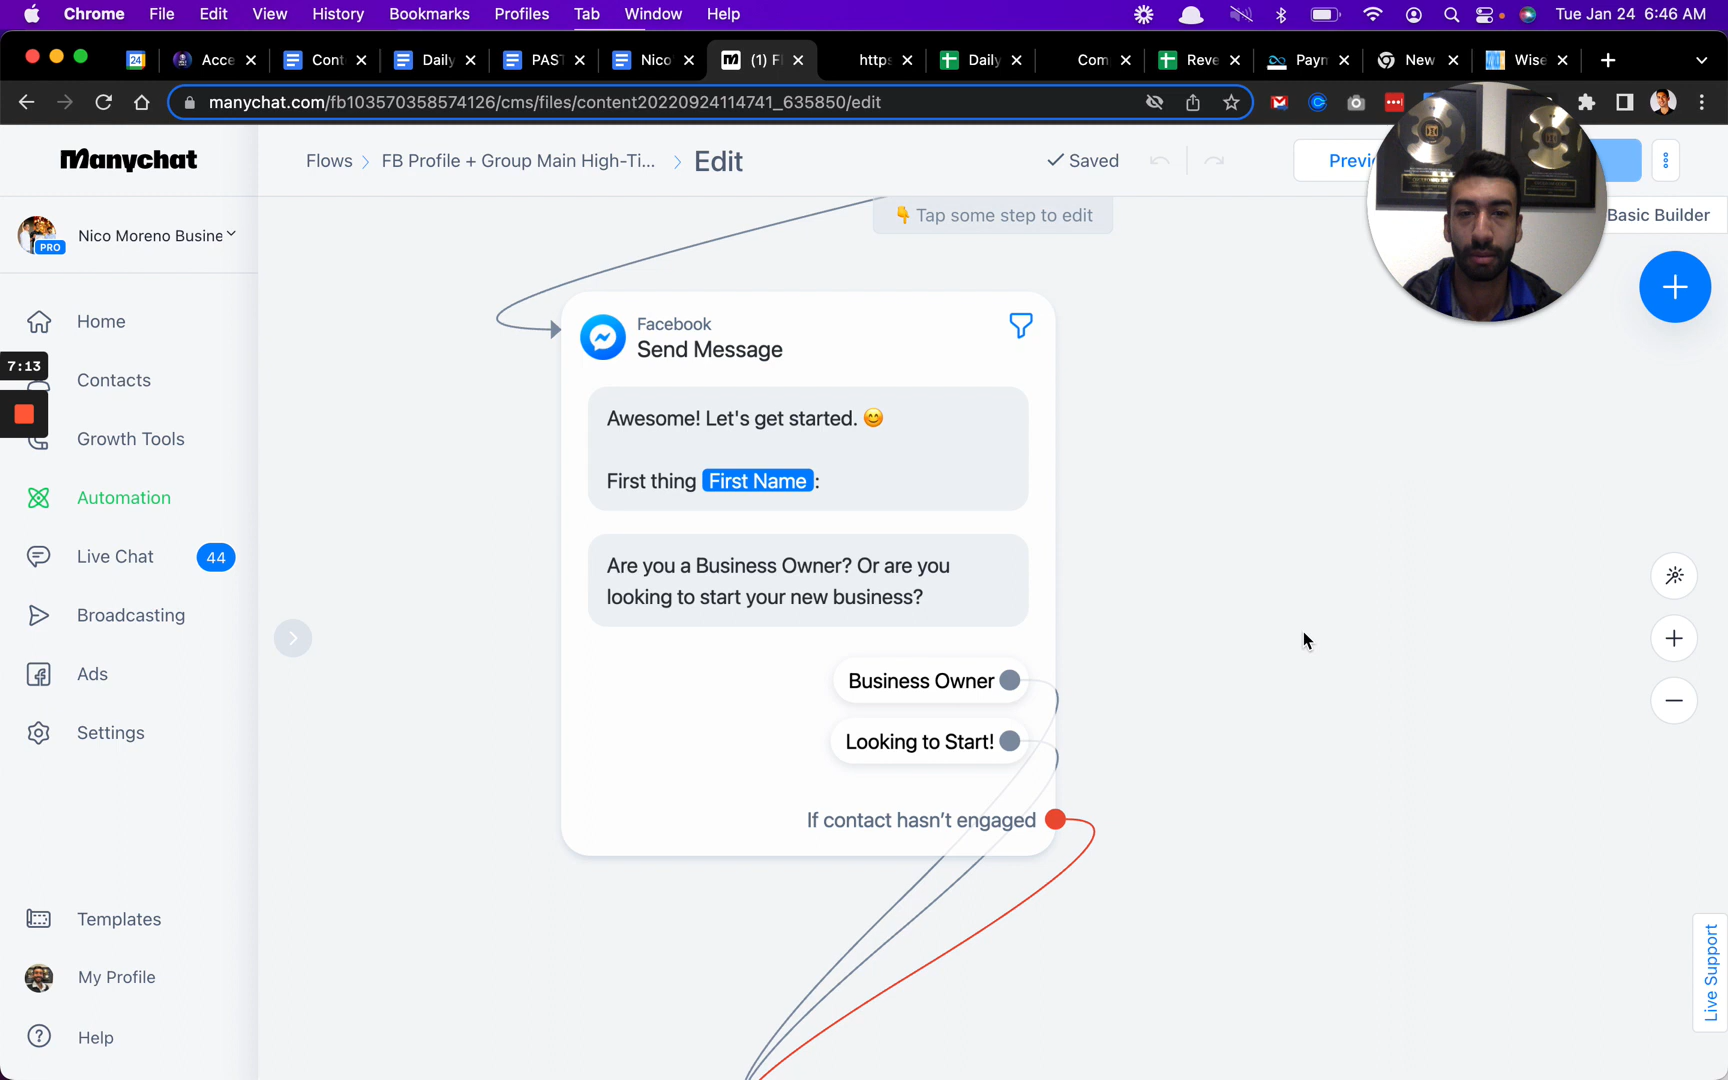 Chrome File Edit View History Bookmarks Profiles Tab Window Help
Tue Jan 24 6:46 AM
24 Acce Cont Daily PAST Nico (1) Fl https Daily Com Reve Paym New Wise
manychat.com/fb103570358574126/cms/files/content20220924114741_635850/edit
Manychat
Flows > FB Profile + Group Main High-Ti... > Edit
Saved
Previ
Nico Moreno Busine
PRO
Tap some step to edit
Basic Builder
Home
7:13
Contacts
Growth Tools
Automation
Live Chat 44
Broadcasting
Ads
Settings
Templates
My Profile
Help
Facebook
Send Message
Awesome! Let's get started. 😊
First thing First Name:
Are you a Business Owner? Or are you
looking to start your new business?
Business Owner
Looking to Start!
If contact hasn't engaged
Live Support